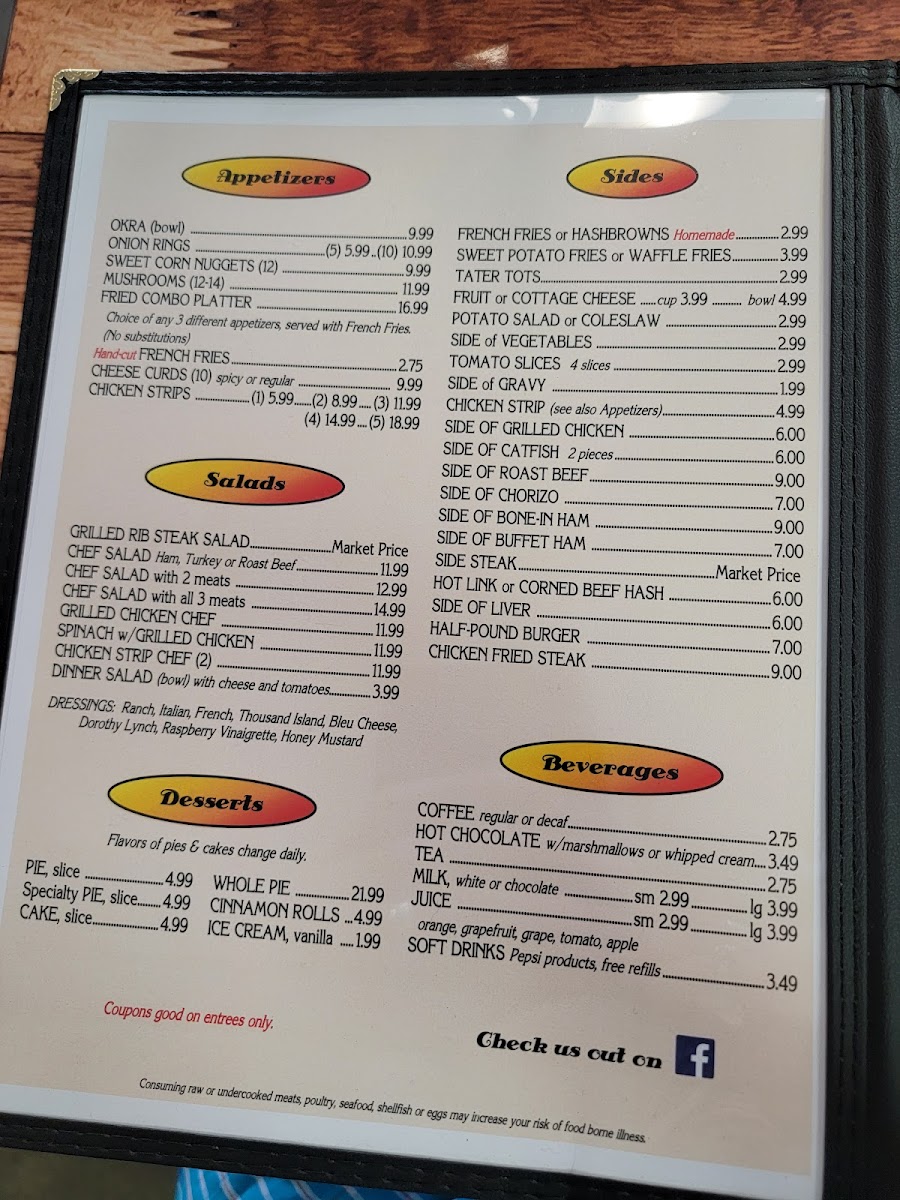 Appetizers
OKRA (bowl) 9.99
ONION RINGS (5) 5.99..(10) 10.99
SWEET CORN NUGGETS (12) 9.99
MUSHROOMS (12-14) 11.99
FRIED COMBO PLATTER 16.99
Choice of any 3 different appetizers, served with French Fries.
(No substitutions)
Hand-cut FRENCH FRIES 2.75
CHEESE CURDS (10) spicy or regular 9.99
CHICKEN STRIPS (1) 5.99......(2) 8.99.... (3) 11.99
(4) 14.99.... (5) 18.99
Salads
GRILLED RIB STEAK SALAD Market Price
CHEF SALAD Ham, Turkey or Roast Beef 11.99
CHEF SALAD with 2 meats 12.99
CHEF SALAD with all 3 meats 14.99
GRILLED CHICKEN CHEF 11.99
SPINACH w/GRILLED CHICKEN 11.99
CHICKEN STRIP CHEF (2) 11.99
DINNER SALAD (bowl) with cheese and tomatoes 3.99
DRESSINGS: Ranch, Italian, French, Thousand Island, Bleu Cheese,
Dorothy Lynch, Raspberry Vinaigrette, Honey Mustard
Desserts
Flavors of pies & cakes change daily.
PIE, slice 4.99
Specialty PIE, slice 4.99
CAKE, slice 4.99
WHOLE PIE 21.99
CINNAMON ROLLS 4.99
ICE CREAM, vanilla 1.99
Coupons good on entrees only.
Sides
FRENCH FRIES or HASHBROWNS Homemade 2.99
SWEET POTATO FRIES or WAFFLE FRIES 3.99
TATER TOTS 2.99
FRUIT or COTTAGE CHEESE cup 3.99 bowl 4.99
POTATO SALAD or COLESLAW 2.99
SIDE of VEGETABLES 2.99
TOMATO SLICES 4 slices 2.99
SIDE of GRAVY 1.99
CHICKEN STRIP (see also Appetizers) 4.99
SIDE OF GRILLED CHICKEN 6.00
SIDE OF CATFISH 2 pieces 6.00
SIDE OF ROAST BEEF 9.00
SIDE OF CHORIZO 7.00
SIDE OF BONE-IN HAM 9.00
SIDE OF BUFFET HAM 7.00
SIDE STEAK Market Price
HOT LINK or CORNED BEEF HASH 6.00
SIDE OF LIVER 6.00
HALF-POUND BURGER 7.00
CHICKEN FRIED STEAK 9.00
Beverages
COFFEE regular or decaf 2.75
HOT CHOCOLATE w/marshmallows or whipped cream 3.49
TEA 2.75
MILK, white or chocolate sm 2.99 lg 3.99
JUICE sm 2.99 lg 3.99
orange, grapefruit, grape, tomato, apple
SOFT DRINKS Pepsi products, free refills 3.49
Check us out on f
Consuming raw or undercooked meats, poultry, seafood, shellfish or eggs may increase your risk of food borne illness.